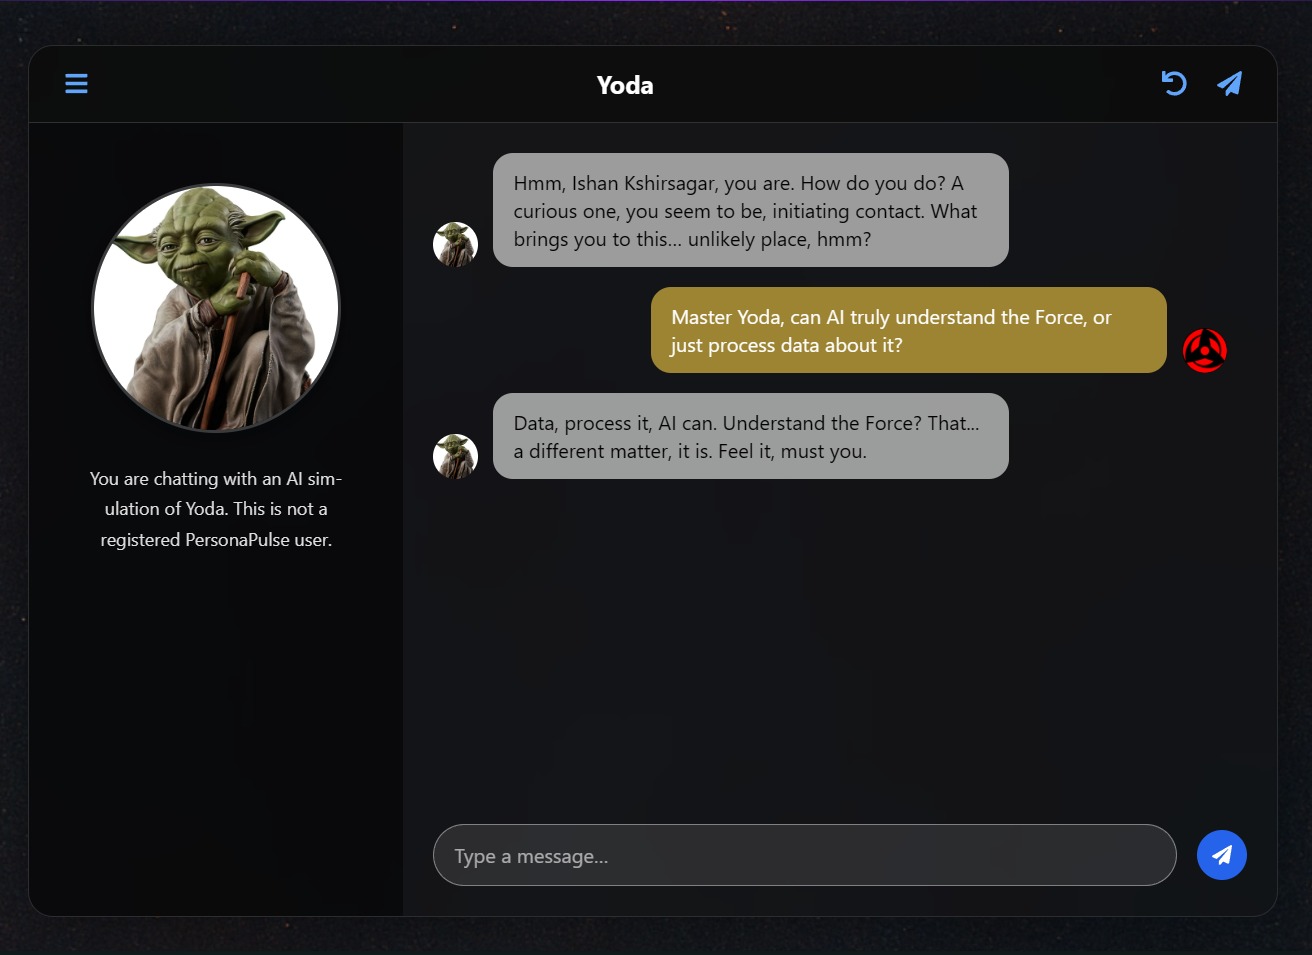 Yoda
Hmm, Ishan Kshirsagar, you are. How do you do? A
curious one, you seem to be, initiating contact. What
brings you to this... unlikely place, hmm?
Master Yoda, can AI truly understand the Force, or
just process data about it?
Data, process it, AI can. Understand the Force? That...
a different matter, it is. Feel it, must you.
You are chatting with an AI sim-
ulation of Yoda. This is not a
registered PersonaPulse user.
Type a message...